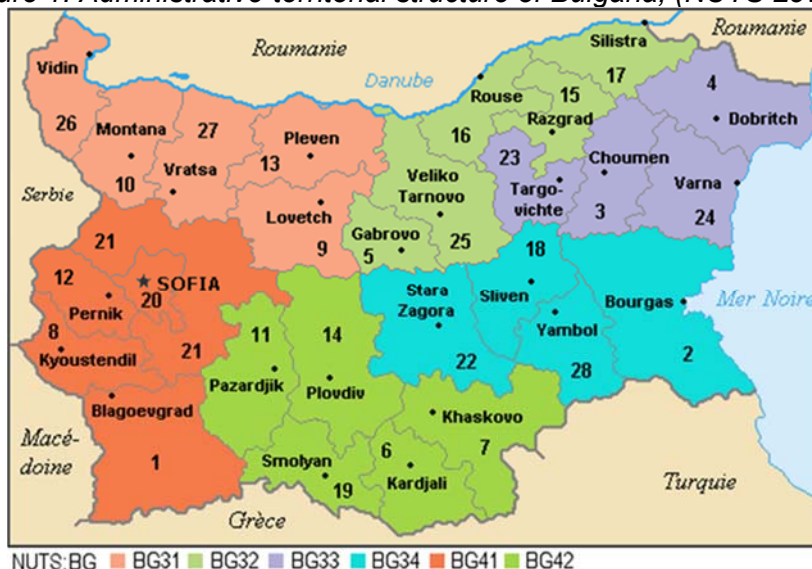 Roumanie
Roumanie
Silistra
Vidin
17
4
Danube
Rouse
15
Dobritch
26
Montana
27
Pleven
Razgrad
16
13
23
Choumen
Vratsa
Veliko
Tarnovo
10
Targo-
vichte
Varna
Serbie
Lovetch
3
24
Gabrovo
9
5
25
21
18
12
SOFIA
20
Stara
Zagora
Sliven
Bourgas
Mer Noire
Pernik
8
11
14
Yambol
Kyoustendil
21
22
2
28
Pazardjik
Plovdiv
Blagoevgrad
Khaskovo
Macé-
doine
6
7
1
Smolyan
Kardjali
Turquie
19
Grèce
NUTS:BG BG31 BG32 BG33 BG34 BG41 BG42